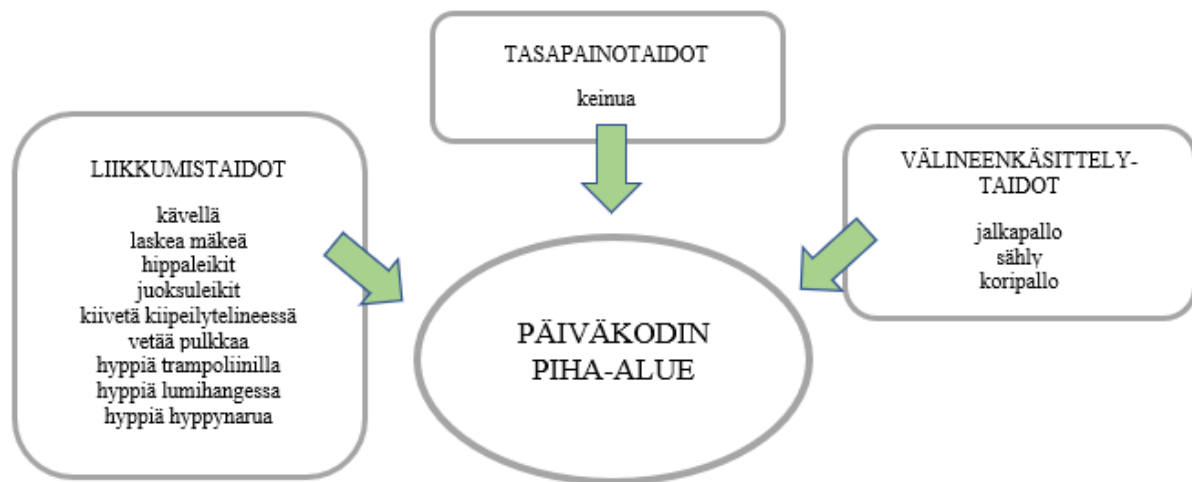 TASAPAINOTAIDOT
keinua
LIIKKUMISTAIDOT
kävellä
laskea mäkeä
hippaleikit
juoksuleikit
kiivetä kiipeilytelineessä
vetää pulkkaa
hyppiä trampoliinilla
hyppiä lumihangessa
hyppiä hyppynarua
VÄLINEENKÄSITTELY-
TAIDOT
jalkapallo
sähly
koripallo
PÄIVÄKODIN
PIHA-ALUE